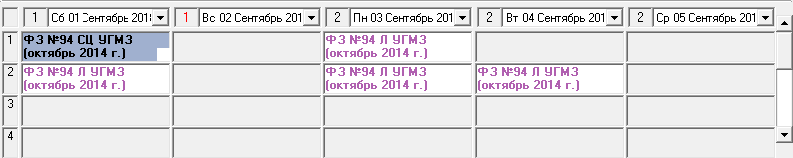 1 Сб 01 Сентябрь 2018 1 Вс 02 Сентябрь 201 2 Пн 03 Сентябрь 201 2 Вт 04 Сентябрь 201 2 Ср 05 Сентябрь 201
1 ФЗ №94 СЦ УГМЗ ФЗ №94 Л УГМЗ
(октябрь 2014 г.) (октябрь 2014 г.)
2 ФЗ №94 Л УГМЗ ФЗ №94 Л УГМЗ ФЗ №94 Л УГМЗ
(октябрь 2014 г.) (октябрь 2014 г.) (октябрь 2014 г.)
3
4